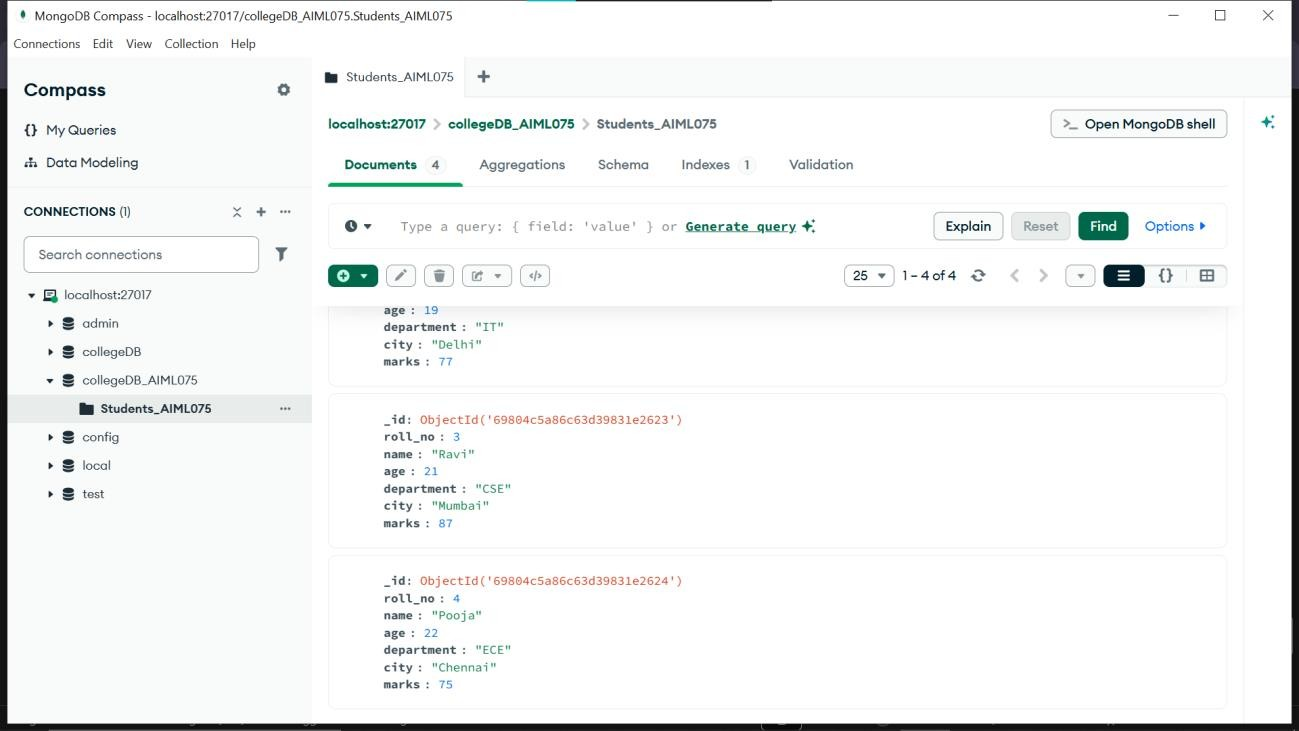 MongoDB Compass - localhost:27017/collegeDB_AIML075.Students_AIML075
Connections Edit View Collection Help
Compass
My Queries
Data Modeling
CONNECTIONS (1)
Search connections
localhost:27017
admin
collegeDB
collegeDB_AIML075
Students_AIML075
config
local
test
Students_AIML075
localhost:27017 > collegeDB_AIML075 > Students_AIML075
>_ Open MongoDB shell
Documents 4 Aggregations Schema Indexes 1 Validation
Type a query: { field: 'value' } or Generate query
Explain Reset Find Options
25 1 – 4 of 4
age : 19
department : "IT"
city : "Delhi"
marks : 77
_id: ObjectId('69804c5a86c63d39831e2623')
roll_no : 3
name : "Ravi"
age : 21
department : "CSE"
city : "Mumbai"
marks : 87
_id: ObjectId('69804c5a86c63d39831e2624')
roll_no : 4
name : "Pooja"
age : 22
department : "ECE"
city : "Chennai"
marks : 75